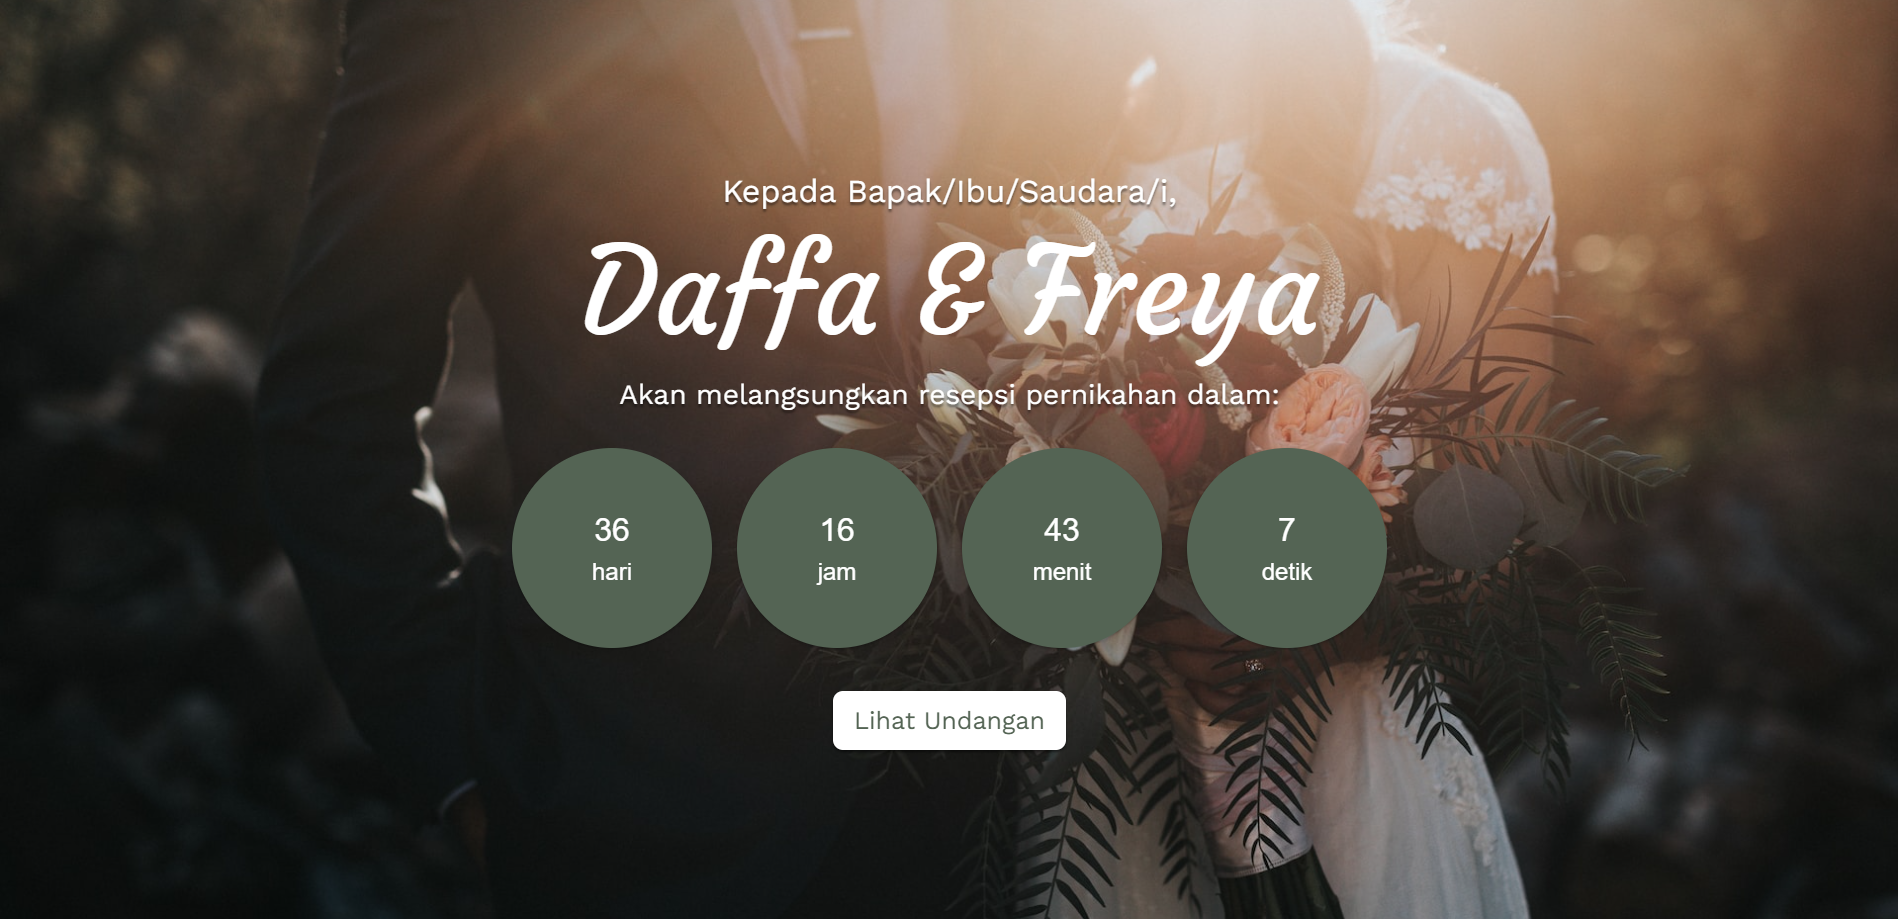 Kepada Bapak/Ibu/Saudara/i,
Daffa & Freya
Akan melangsungkan resepsi pernikahan dalam:
36
hari
16
jam
43
menit
7
detik
Lihat Undangan